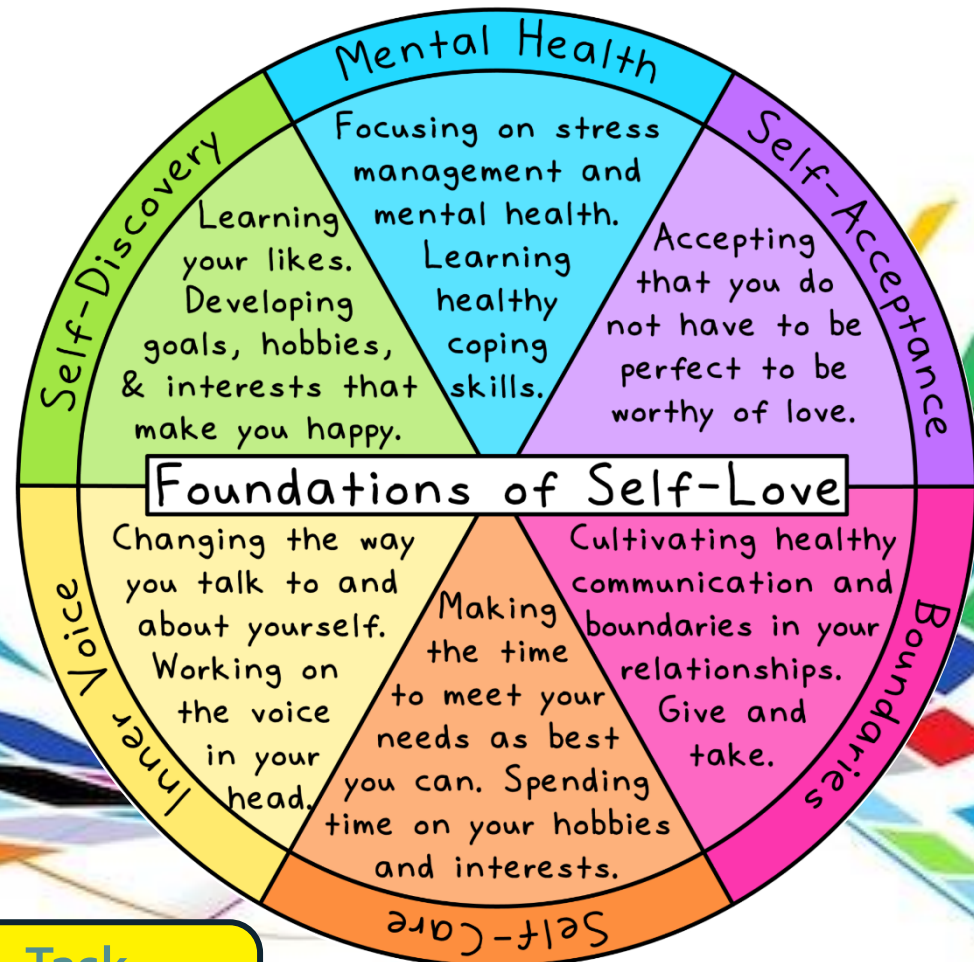 Mental Health
Focusing on stress
management and
mental health.
Learning
healthy
coping
skills.
Self-Acceptance
Accepting
that you do
not have to be
perfect to be
worthy of love.
Boundaries
Cultivating healthy
communication and
boundaries in your
relationships.
Give and
take.
Self-Care
Making
the time
to meet your
needs as best
you can. Spending
time on your hobbies
and interests.
Inner Voice
Changing the way
you talk to and
about yourself.
Working on
the voice
in your
head.
Self-Discovery
Learning
your likes.
Developing
goals, hobbies,
& interests that
make you happy.
Foundations of Self-Love
Task